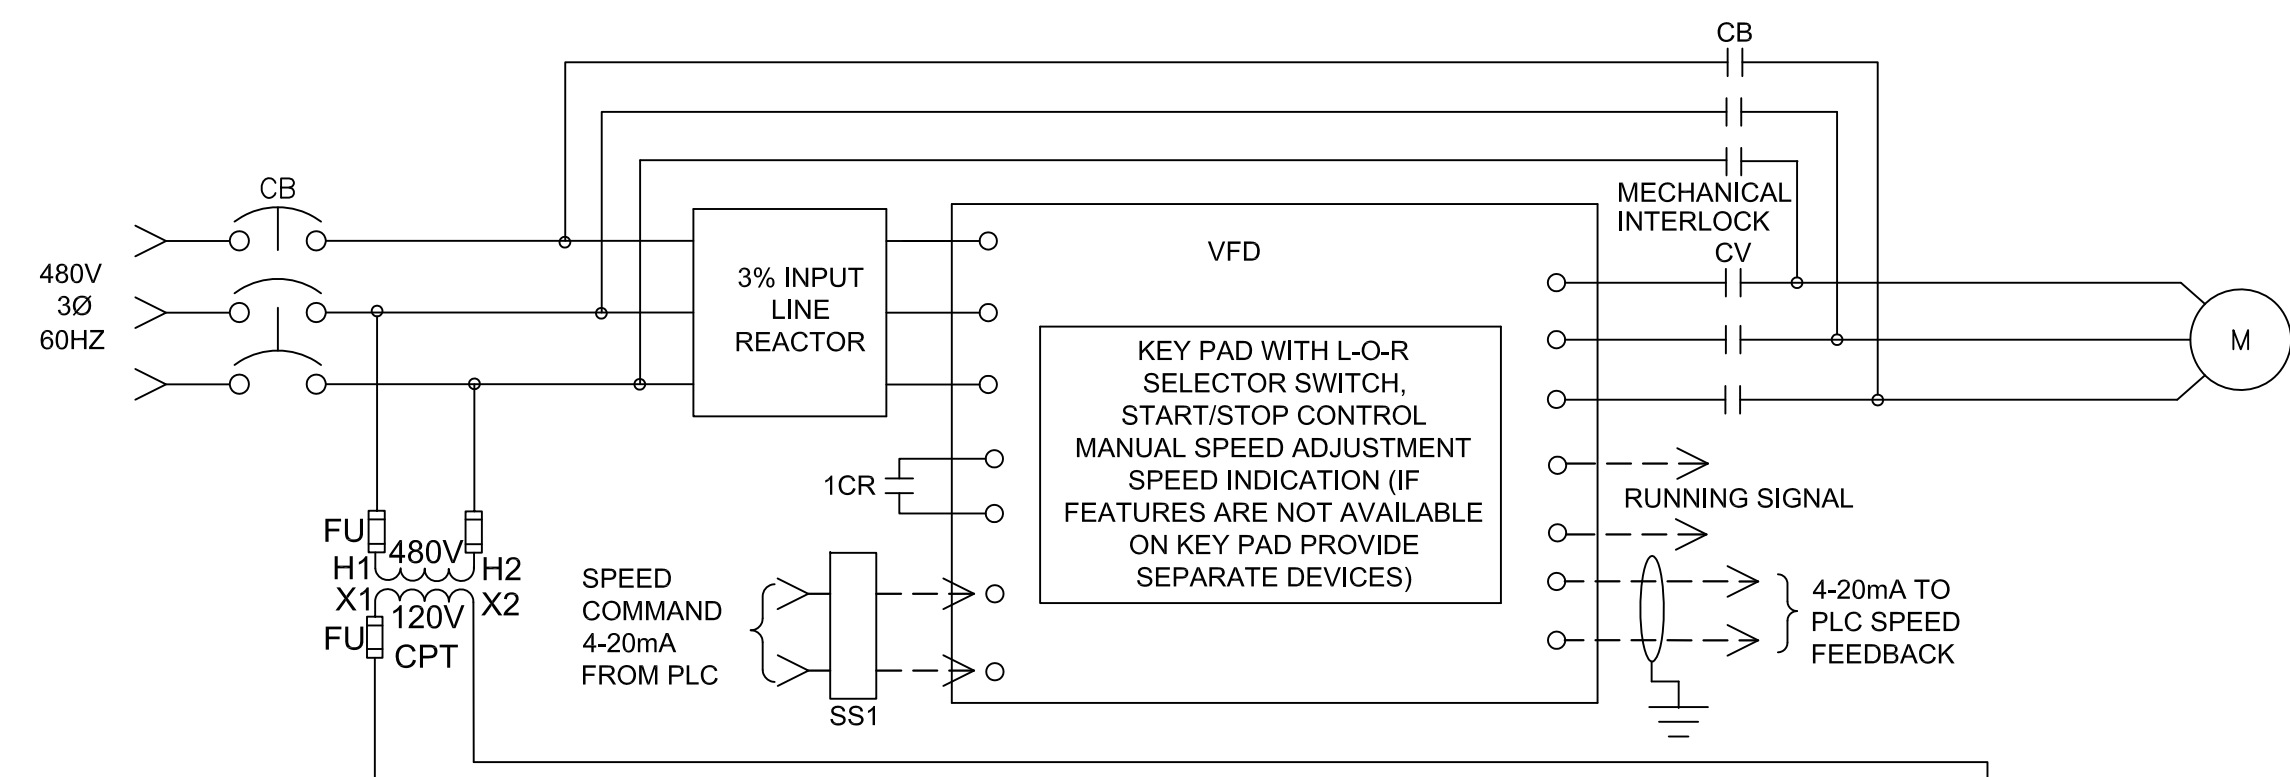 CB
CB
MECHANICAL
INTERLOCK
CV
480V
3Ø
60HZ
3% INPUT
LINE
REACTOR
VFD
KEY PAD WITH L-O-R
SELECTOR SWITCH,
START/STOP CONTROL
MANUAL SPEED ADJUSTMENT
SPEED INDICATION (IF
FEATURES ARE NOT AVAILABLE
ON KEY PAD PROVIDE
SEPARATE DEVICES)
M
1CR
RUNNING SIGNAL
FU
480V
H1
H2
X1
X2
120V
FU
CPT
SPEED
COMMAND
4-20mA
FROM PLC
SS1
4-20mA TO
PLC SPEED
FEEDBACK